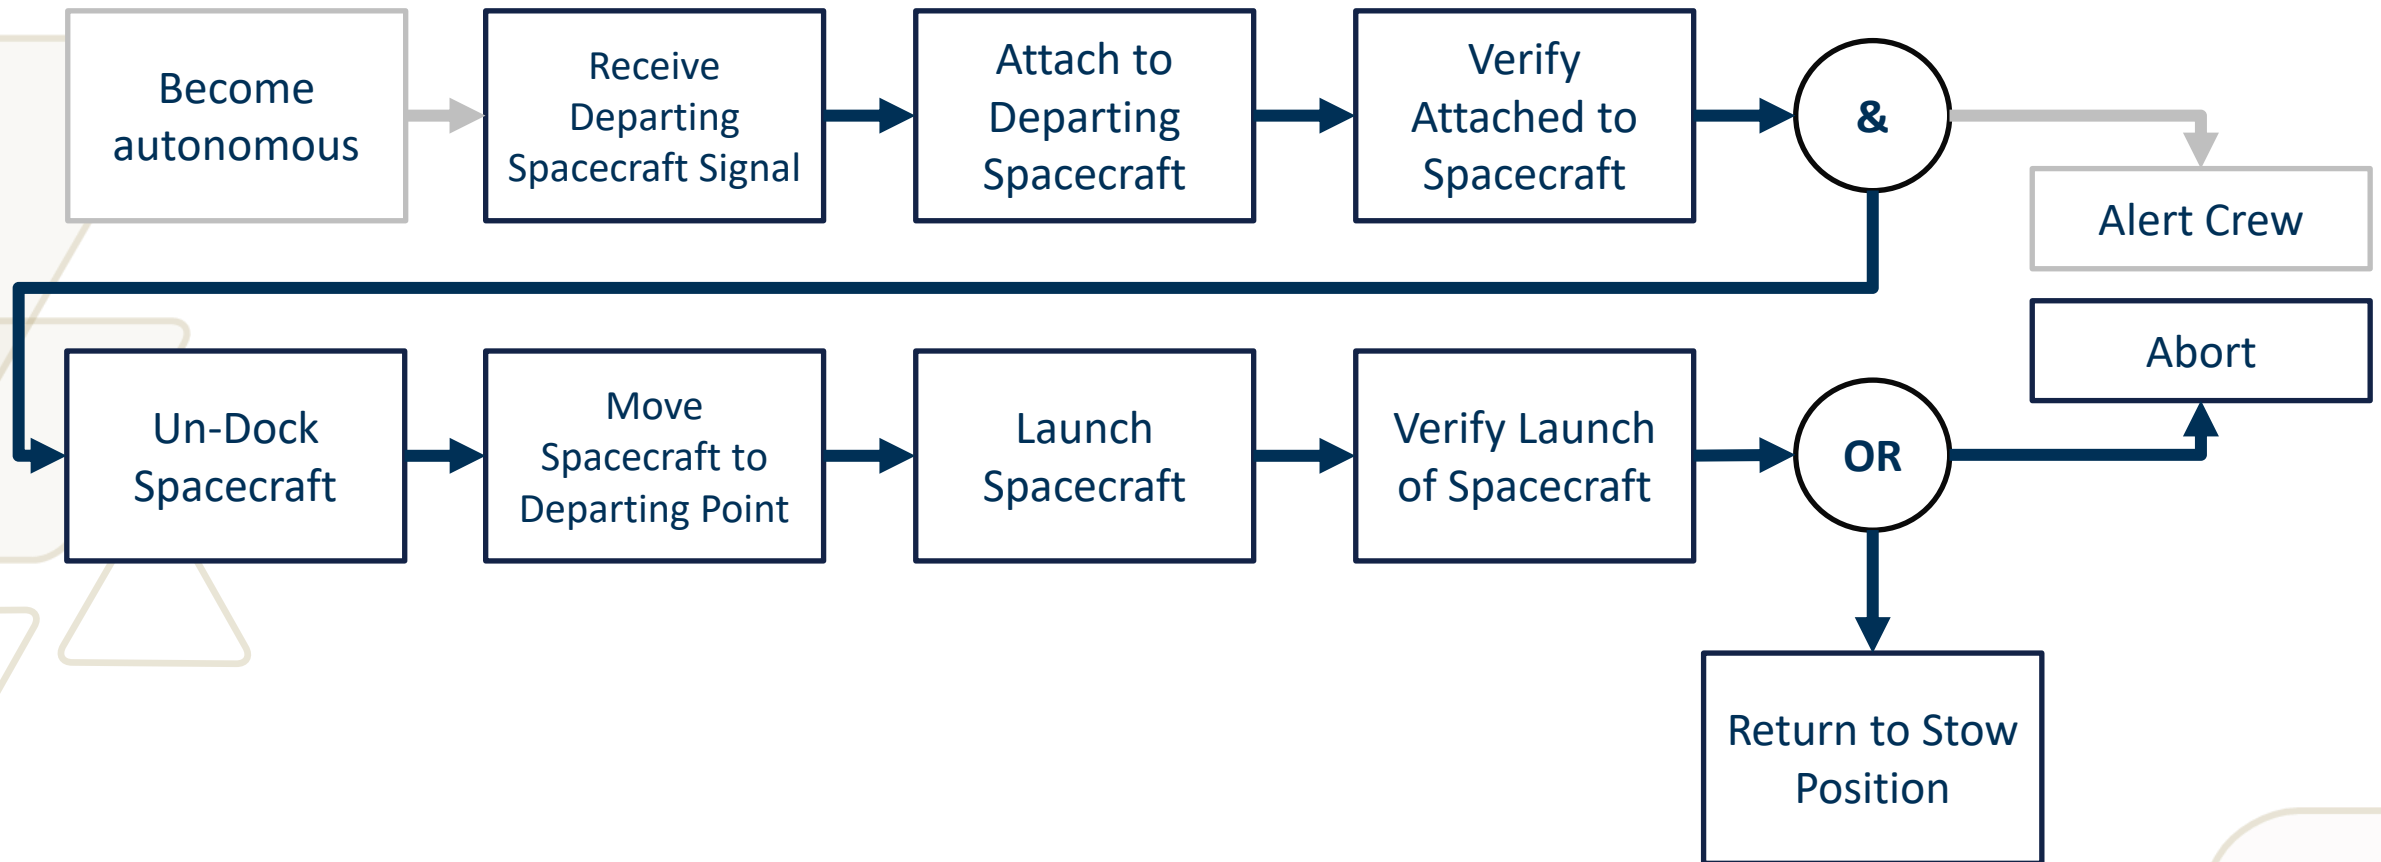 Become
autonomous
Receive
Departing
Spacecraft Signal
Attach to
Departing
Spacecraft
Verify
Attached to
Spacecraft
&
Alert Crew
Un-Dock
Spacecraft
Move
Spacecraft to
Departing Point
Launch
Spacecraft
Verify Launch
of Spacecraft
OR
Abort
Return to Stow
Position